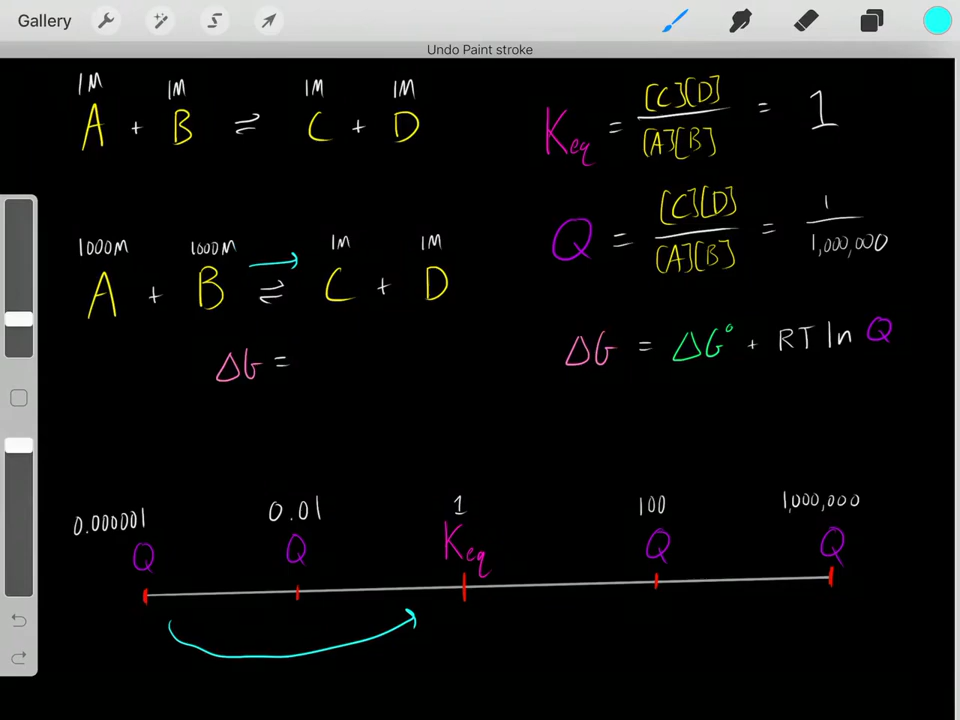 Gallery
Undo Paint stroke
1M 1M 1M 1M
A + B ⇌ C + D
Keq = [C][D] / [A][B] = 1
1000M 1000M 1M 1M
A + B ⇌ C + D
Q = [C][D] / [A][B] = 1 / 1,000,000
ΔG =
ΔG = ΔG° + RT ln Q
0.000001 0.01 1 100 1,000,000
Q Q Keq Q Q